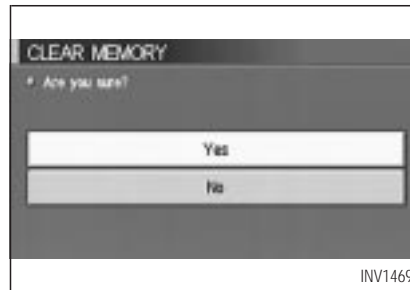 CLEAR MEMORY
Are you sure?
Yes
No
INV1469